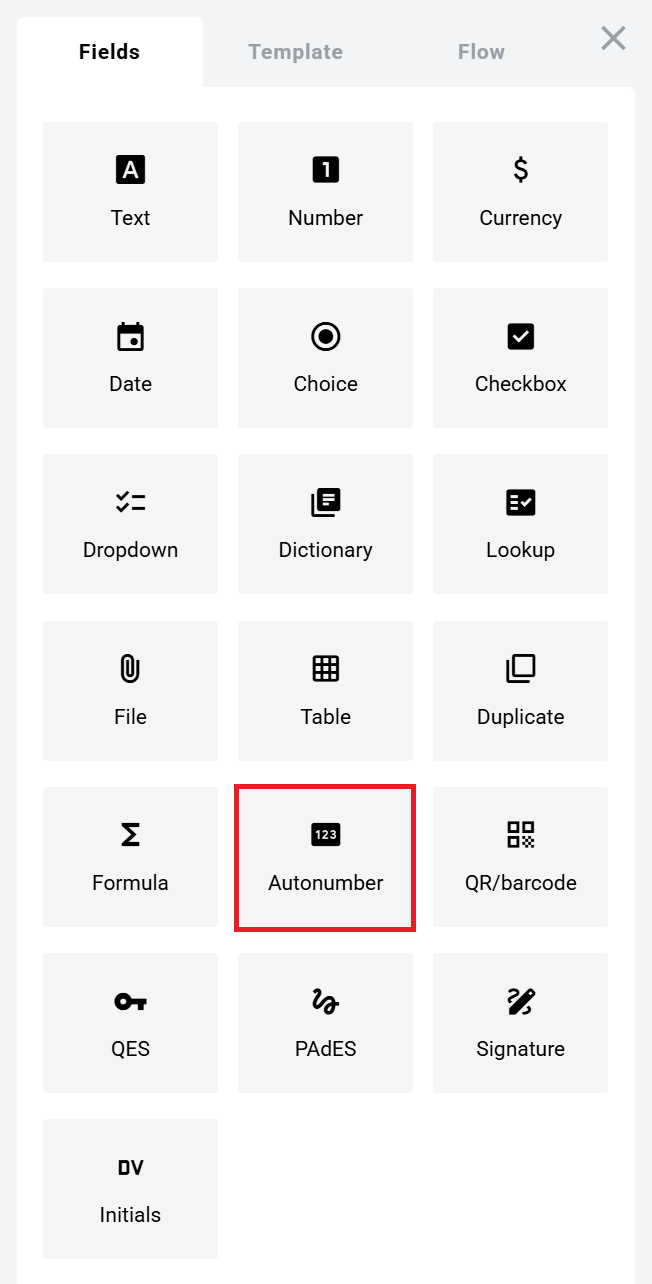 Fields Template Flow
A 1 $
Text Number Currency
Date Choice Checkbox
Dropdown Dictionary Lookup
File Table Duplicate
Σ 123
Formula Autonumber QR/barcode
QES PAdES Signature
DV
Initials